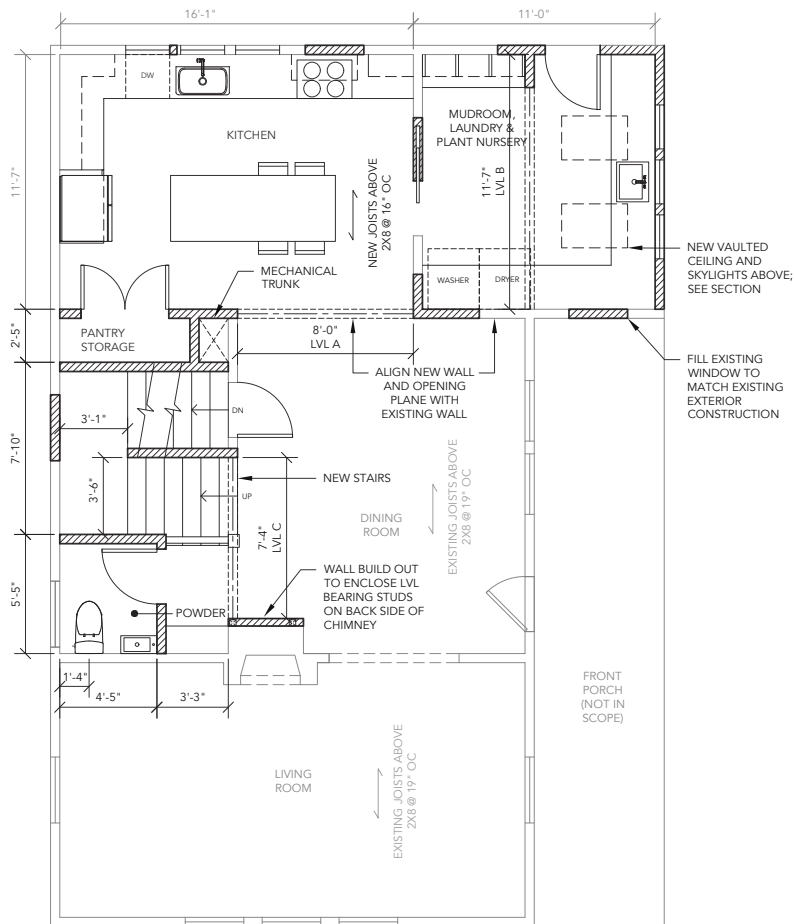 16'-1"
11'-0"
DW
KITCHEN
MUDROOM,
LAUNDRY &
PLANT NURSERY
11'-7"
NEW JOISTS ABOVE
2X8 @ 16" OC
11'-7"
LVL B
WASHER
DRYER
NEW VAULTED
CEILING AND
SKYLIGHTS ABOVE;
SEE SECTION
MECHANICAL
TRUNK
PANTRY
STORAGE
2'-5"
8'-0"
LVL A
ALIGN NEW WALL
AND OPENING
PLANE WITH
EXISTING WALL
FILL EXISTING
WINDOW TO
MATCH EXISTING
EXTERIOR
CONSTRUCTION
3'-1"
DN
7'-10"
3'-6"
UP
NEW STAIRS
7'-4"
LVL C
DINING
ROOM
EXISTING JOISTS ABOVE
2X8 @ 19" OC
WALL BUILD OUT
TO ENCLOSE LVL
BEARING STUDS
ON BACK SIDE OF
CHIMNEY
5'-5"
POWDER
1'-4"
4'-5"
3'-3"
FRONT
PORCH
(NOT IN
SCOPE)
LIVING
ROOM
EXISTING JOISTS ABOVE
2X8 @ 19" OC